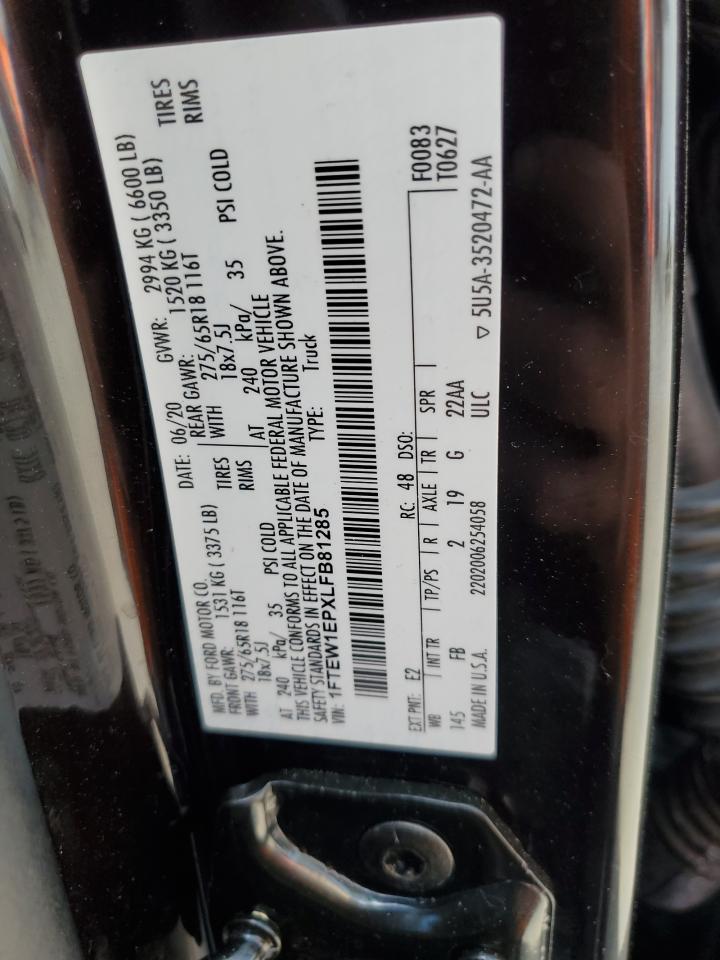 MFD. BY FORD MOTOR CO. DATE: 06/20 GVWR: 2994 KG ( 6600 LB)
FRONT GAWR: 1531 KG ( 3375 LB) REAR GAWR: 1520 KG ( 3350 LB)
WITH 275/65R18 116T TIRES WITH 275/65R18 116T TIRES
18x7.5J RIMS 18x7.5J RIMS
AT 240 kPa/ 35 PSI COLD AT 240 kPa/ 35 PSI COLD
THIS VEHICLE CONFORMS TO ALL APPLICABLE FEDERAL MOTOR VEHICLE
SAFETY STANDARDS IN EFFECT ON THE DATE OF MANUFACTURE SHOWN ABOVE.
VIN: 1FTEW1EPXLFB81285 TYPE: Truck
EXT PNT: E2 RC: 48 DSO: F0083
WB INT TR TP/PS R AXLE TR SPR T0627
145 FB 2 19 G 22AA
MADE IN U.S.A. 2202006254058 ULC ▽ 5U5A-3520472-AA